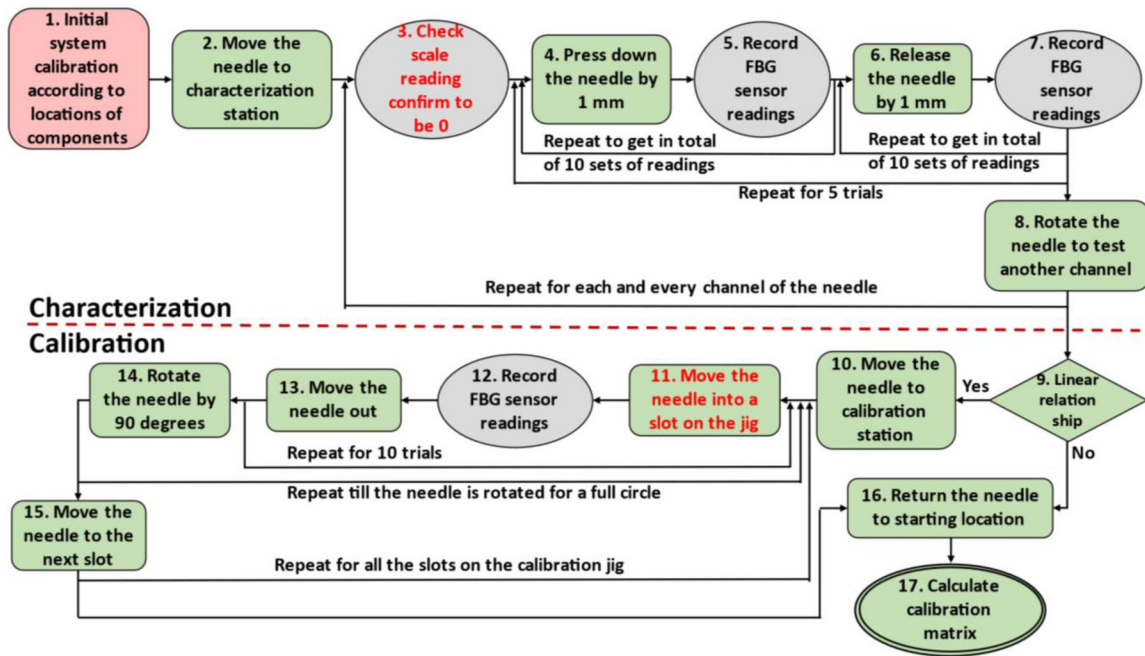 1. Initial
system
calibration
according to
locations of
components
2. Move the
needle to
characterization
station
3. Check
scale
reading
confirm to
be 0
4. Press down
the needle by
1 mm
5. Record
FBG
sensor
readings
6. Release
the needle
by 1 mm
7. Record
FBG
sensor
readings
Repeat to get in total
of 10 sets of readings
Repeat to get in total
of 10 sets of readings
Repeat for 5 trials
8. Rotate the
needle to test
another channel
Repeat for each and every channel of the needle
Characterization
Calibration
9. Linear
relation
ship
Yes
No
10. Move the
needle to
calibration
station
11. Move the
needle into a
slot on the jig
12. Record
FBG sensor
readings
13. Move the
needle out
14. Rotate
the needle by
90 degrees
Repeat for 10 trials
Repeat till the needle is rotated for a full circle
15. Move the
needle to the
next slot
Repeat for all the slots on the calibration jig
16. Return the needle
to starting location
17. Calculate
calibration
matrix